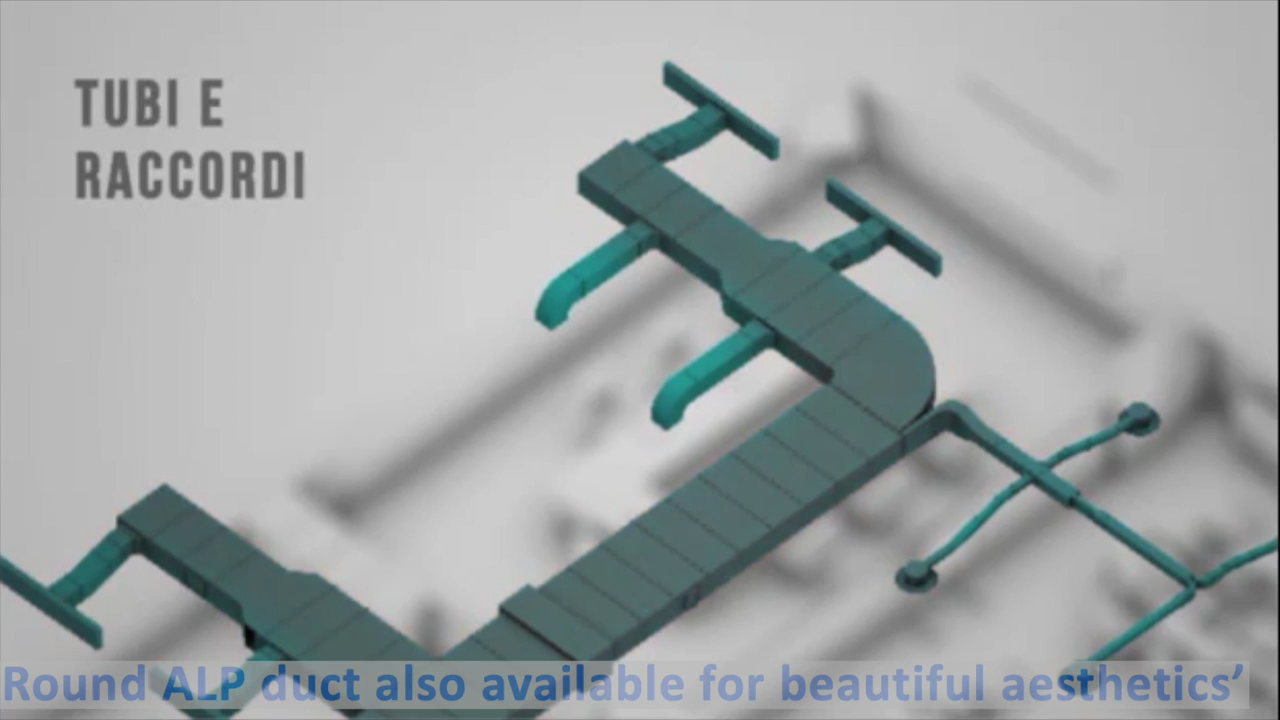 TUBI E
RACCORDI
Round ALP duct also available for beautiful aesthetics’